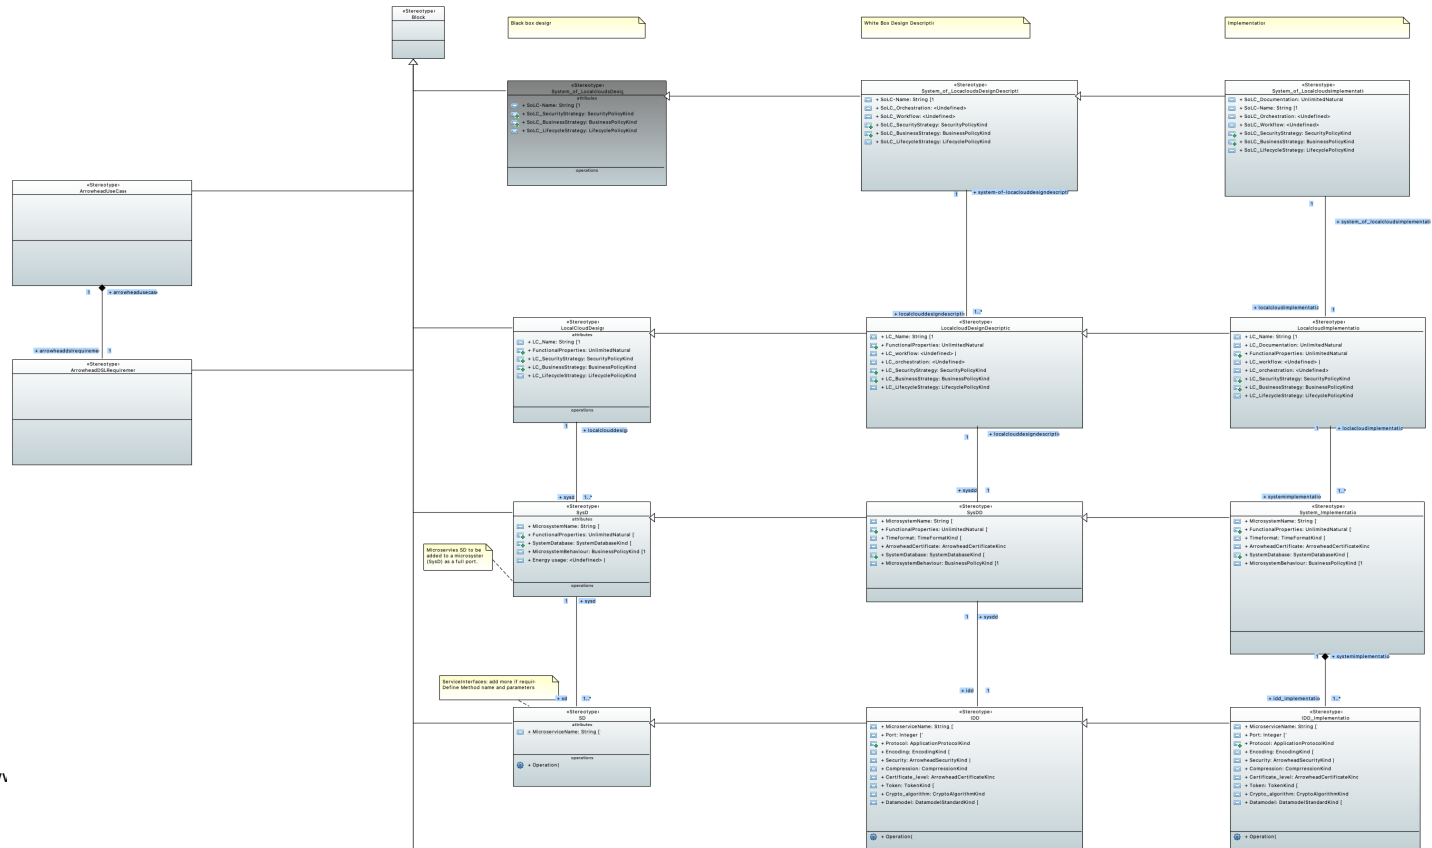 «Stereotype›
Block
Black box desigr
White Box Design Descriptic
Implementatior
«Stereotype›
System_of_LocalcloudsDesig
attributes
+ SoLC-Name: String [1
+ SoLC_SecurityStrategy: SecurityPolicyKind
+ SoLC_BusinessStrategy: BusinessPolicyKind
+ SoLC_LifecycleStrategy: LifecyclePolicyKind
operations
«Stereotype›
System_of_LocalcloudsDesignDescripti
+ SoLC-Name: String [1
+ SoLC_Orchestration: <Undefined>
+ SoLC_Workflow: <Undefined>
+ SoLC_SecurityStrategy: SecurityPolicyKind
+ SoLC_BusinessStrategy: BusinessPolicyKind
+ SoLC_LifecycleStrategy: LifecyclePolicyKind
1
+ system-of-locaclouddesigndescripti
«Stereotype›
System_of_LocalcloudsImplementati
+ SoLC_Documentation: UnlimitedNatural
+ SoLC-Name: String [1
+ SoLC_Orchestration: <Undefined>
+ SoLC_Workflow: <Undefined>
+ SoLC_SecurityStrategy: SecurityPolicyKind
+ SoLC_BusinessStrategy: BusinessPolicyKind
+ SoLC_LifecycleStrategy: LifecyclePolicyKind
1
+ system_of_localcloudsimplementati
«Stereotype›
ArrowheadUseCase
1
+ arrowheadusecase
+ arrowheaddslrequireme
1
«Stereotype›
ArrowheadDSLRequiremer
«Stereotype›
LocalCloudDesigr
attributes
+ LC_Name: String [1
+ FunctionalProperties: UnlimitedNatural
+ LC_SecurityStrategy: SecurityPolicyKind
+ LC_BusinessStrategy: BusinessPolicyKind
+ LC_LifecycleStrategy: LifecyclePolicyKind
operations
1
+ localclouddesig
+ localclouddesigndescriptic
1..*
«Stereotype›
LocalcloudDesignDescriptic
+ LC_Name: String [1
+ FunctionalProperties: UnlimitedNatural
+ LC_workflow: <Undefined> [
+ LC_orchestration: <Undefined>
+ LC_SecurityStrategy: SecurityPolicyKind
+ LC_BusinessStrategy: BusinessPolicyKind
+ LC_LifecycleStrategy: LifecyclePolicyKind
1
+ localclouddesigndescriptic
+ localcloudimplementatic
1
«Stereotype›
LocalcloudImplementatio
+ LC_Name: String [1
+ LC_Documentation: UnlimitedNatural
+ FunctionalProperties: UnlimitedNatural
+ LC_workflow: <Undefined> [
+ LC_orchestration: <Undefined>
+ LC_SecurityStrategy: SecurityPolicyKind
+ LC_BusinessStrategy: BusinessPolicyKind
+ LC_LifecycleStrategy: LifecyclePolicyKind
1
+ loclacloudimplementatic
+ sysd
1..*
«Stereotype›
SysD
attributes
+ MicrosystemName: String [
+ FunctionalProperties: UnlimitedNatural [
+ SystemDatabase: SystemDatabaseKind [
+ MicrosystemBehaviour: BusinessPolicyKind [1
+ Energy usage: <Undefined> [
operations
1
+ sysd
Microservies SD to be
added to a microsyster
(SysD) as a full port.
+ sysdd
1
«Stereotype›
SysDD
+ MicrosystemName: String [
+ FunctionalProperties: UnlimitedNatural [
+ Timeformat: TimeFormatKind [
+ ArrowheadCertificate: ArrowheadCertificateKinc
+ SystemDatabase: SystemDatabaseKind [
+ MicrosystemBehaviour: BusinessPolicyKind [1
1
+ sysdd
+ systemimplementatio
1..*
«Stereotype›
System_Implementatio
+ MicrosystemName: String [
+ FunctionalProperties: UnlimitedNatural [
+ Timeformat: TimeFormatKind [
+ ArrowheadCertificate: ArrowheadCertificateKinc
+ SystemDatabase: SystemDatabaseKind [
+ MicrosystemBehaviour: BusinessPolicyKind [1
1
+ systemimplementatio
ServiceInterfaces: add more if requir
Define Method name and parameters
+ sd
1..*
«Stereotype›
SD
attributes
+ MicroserviceName: String [
operations
+ Operation(
+ idd
1
«Stereotype›
IDD
+ MicroserviceName: String [
+ Port: Integer [
+ Protocol: ApplicationProtocolKind
+ Encoding: EncodingKind [
+ Security: ArrowheadSecurityKind [
+ Compression: ComprressionKind
+ Certificate_level: ArrowheadCertificateKinc
+ Token: TokenKind [
+ Crypto_algorithm: CryptoAlgorithmKind
+ Datamodel: DatamodelStandardKind [
+ Operation(
+ idd_implementatio
1..*
«Stereotype›
IDD_Implementatio
+ MicroserviceName: String [
+ Port: Integer [
+ Protocol: ApplicationProtocolKind
+ Encoding: EncodingKind [
+ Security: ArrowheadSecurityKind [
+ Compression: ComprressionKind
+ Certificate_level: ArrowheadCertificateKinc
+ Token: TokenKind [
+ Crypto_algorithm: CryptoAlgorithmKind
+ Datamodel: DatamodelStandardKind [
+ Operation(